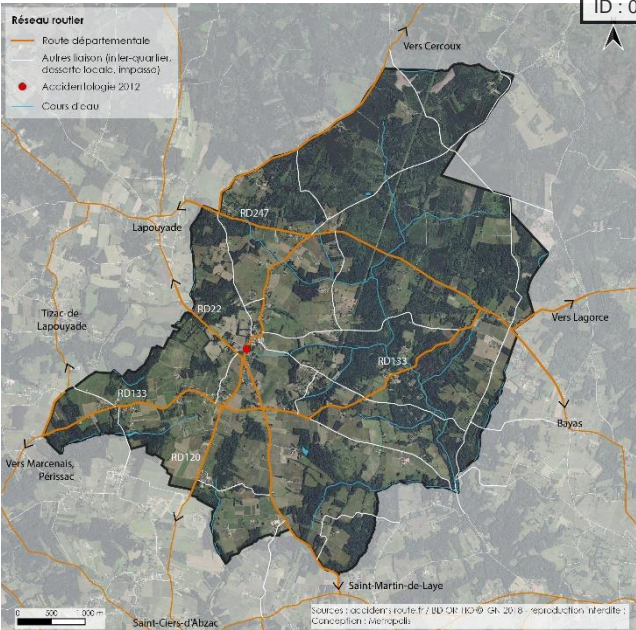 ID : 0
Réseau routier
Route départementale
Autres liaison (inter-quartier,
desserte locale, impasse)
Accidentologie 2012
Cours d'eau
Vers Cercoux
RD247
Lapouyade
RD22
Tizac-de-
Lapouyade
Vers Lagorce
RD133
RD133
Bayas
Vers Marcenais,
Périssac
RD120
Saint-Martin-de-Laye
0 500 1 000 m
Saint-Ciers-d'Abzac
Sources : accidents route.fr / BD ORTHO © IGN 2018 - reproduction interdite ;
Conception : Metropolis